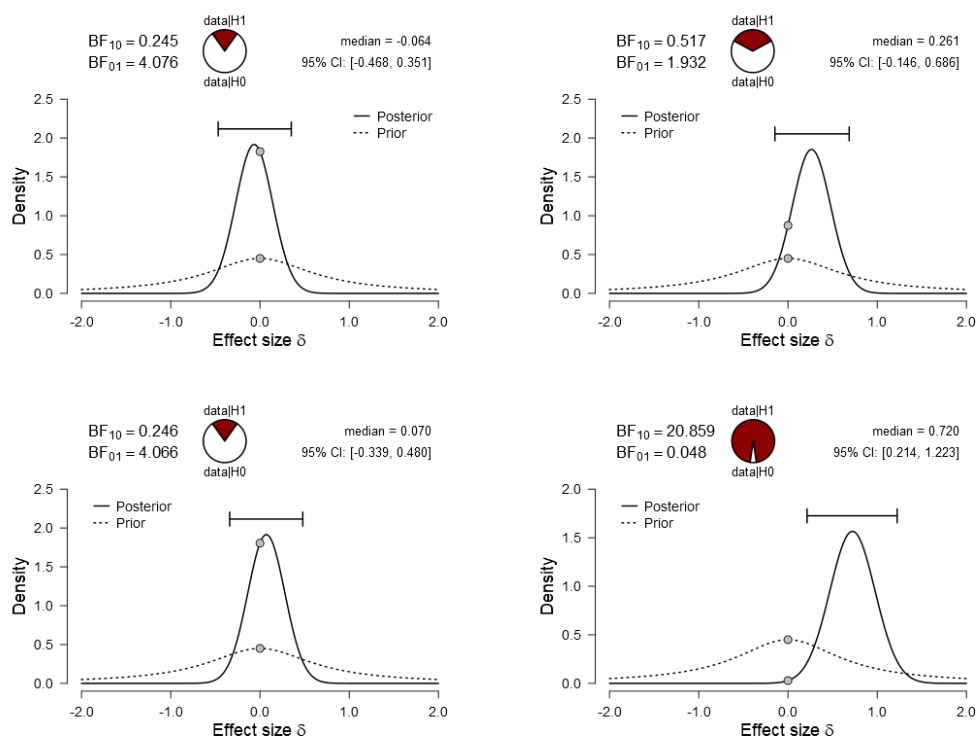 data|H1
BF10 = 0.245
BF01 = 4.076
data|H0
median = -0.064
95% CI: [-0.468, 0.351]
Posterior
Prior
Density
2.5
2.0
1.5
1.0
0.5
0.0
-2.0 -1.0 0.0 1.0 2.0
Effect size δ
data|H1
BF10 = 0.517
BF01 = 1.932
data|H0
median = 0.261
95% CI: [-0.146, 0.686]
Posterior
Prior
Density
2.5
2.0
1.5
1.0
0.5
0.0
-2.0 -1.0 0.0 1.0 2.0
Effect size δ
data|H1
BF10 = 0.246
BF01 = 4.066
data|H0
median = 0.070
95% CI: [-0.339, 0.480]
Posterior
Prior
Density
2.5
2.0
1.5
1.0
0.5
0.0
-2.0 -1.0 0.0 1.0 2.0
Effect size δ
data|H1
BF10 = 20.859
BF01 = 0.048
data|H0
median = 0.720
95% CI: [0.214, 1.223]
Posterior
Prior
Density
2.0
1.5
1.0
0.5
0.0
-2.0 -1.0 0.0 1.0 2.0
Effect size δ